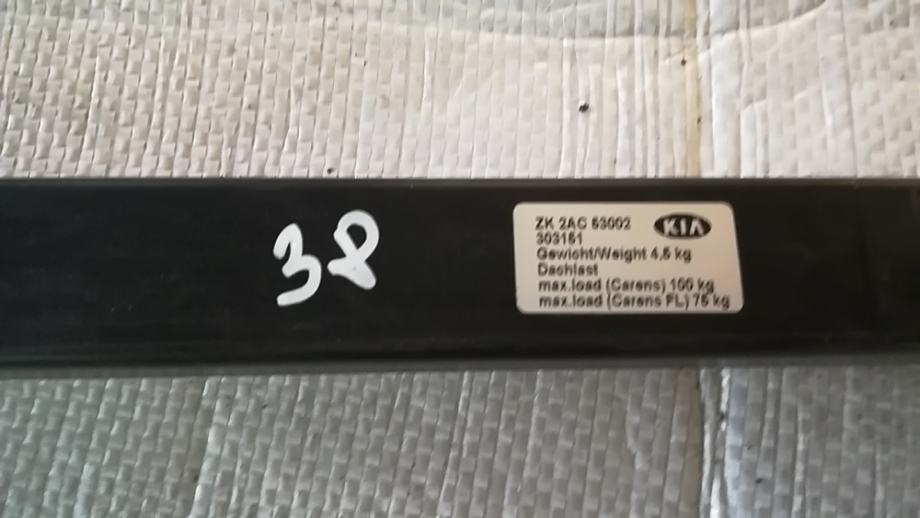 38
ZK 2AC 53002
KIA
303151
Gewicht/Weight 4,5 kg
Dachlast
max.load (Carens) 100 kg
max.load (Carens FL) 75 kg